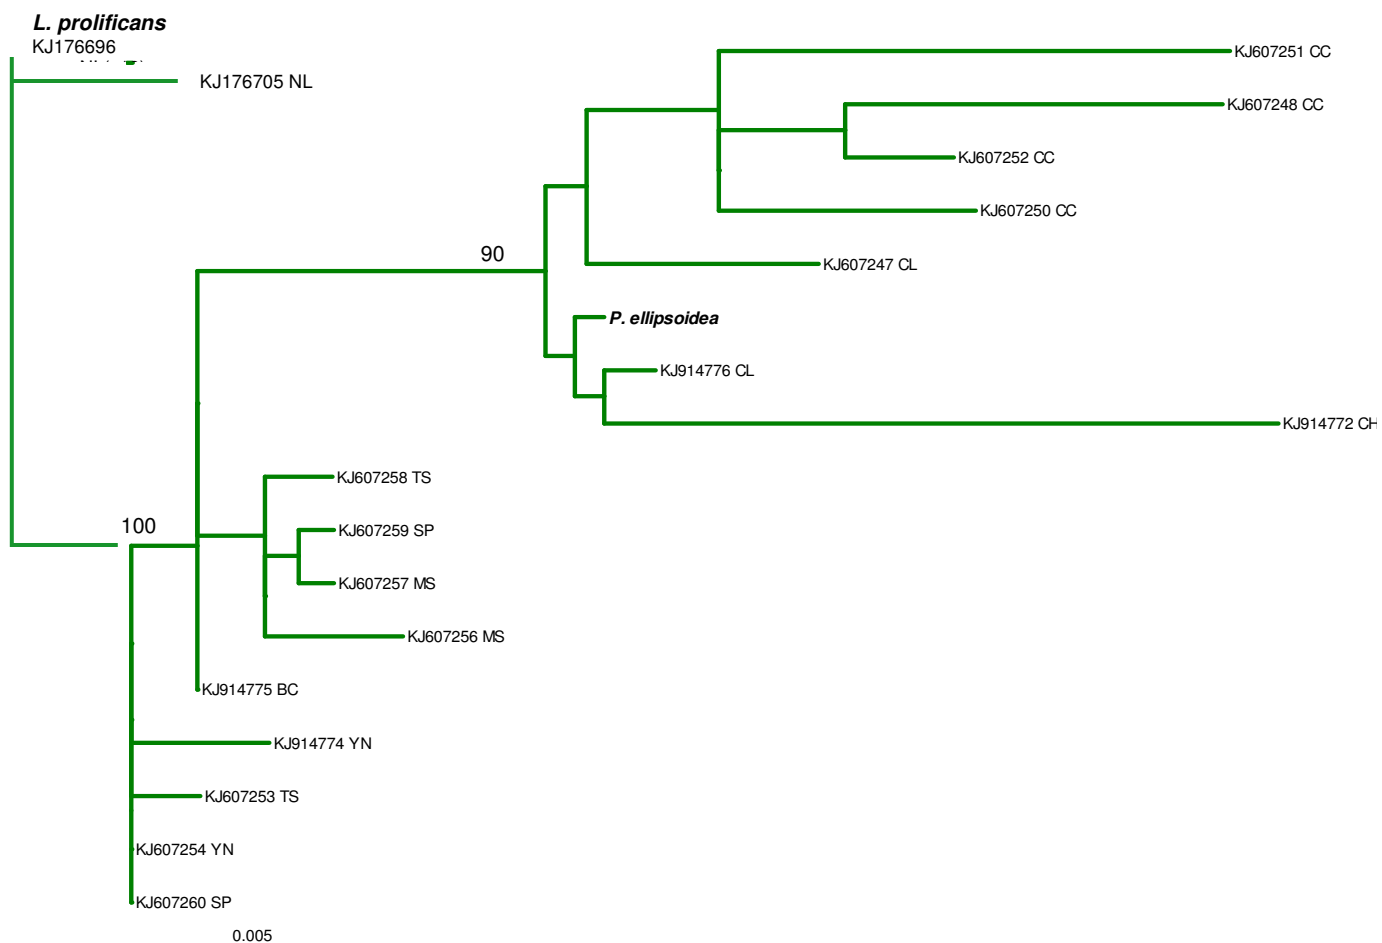 L. prolificans
KJ176696
KJ176705 NL
KJ607251 CC
KJ607248 CC
KJ607252 CC
KJ607250 CC
90
KJ607247 CL
P. ellipsoidea
KJ914776 CL
KJ914772 CH
KJ607258 TS
100
KJ607259 SP
KJ607257 MS
KJ607256 MS
KJ914775 BC
KJ914774 YN
KJ607253 TS
KJ607254 YN
KJ607260 SP
0.005